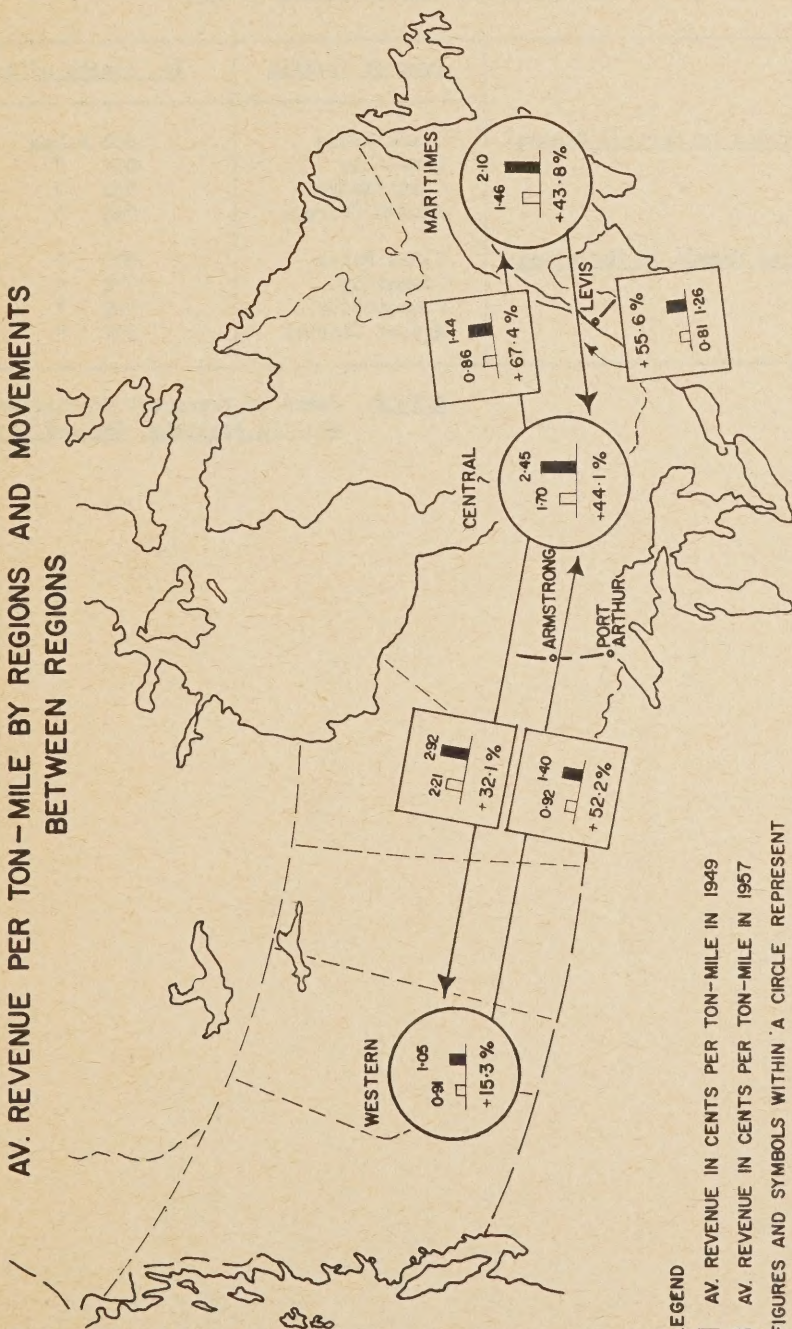 AV. REVENUE PER TON-MILE BY REGIONS AND MOVEMENTS
BETWEEN REGIONS
WESTERN
0·91 1·05
+15·3%
2·21 2·92
+32·1%
0·92 1·40
+52·2%
ARMSTRONG
PORT
ARTHUR
CENTRAL
1·70 2·45
+44·1%
0·86 1·44
+67·4%
LEVIS
+55·6%
0·81 1·26
MARITIMES
1·46 2·10
+43·8%
EGEND
AV. REVENUE IN CENTS PER TON-MILE IN 1949
AV. REVENUE IN CENTS PER TON-MILE IN 1957
FIGURES AND SYMBOLS WITHIN A CIRCLE REPRESENT